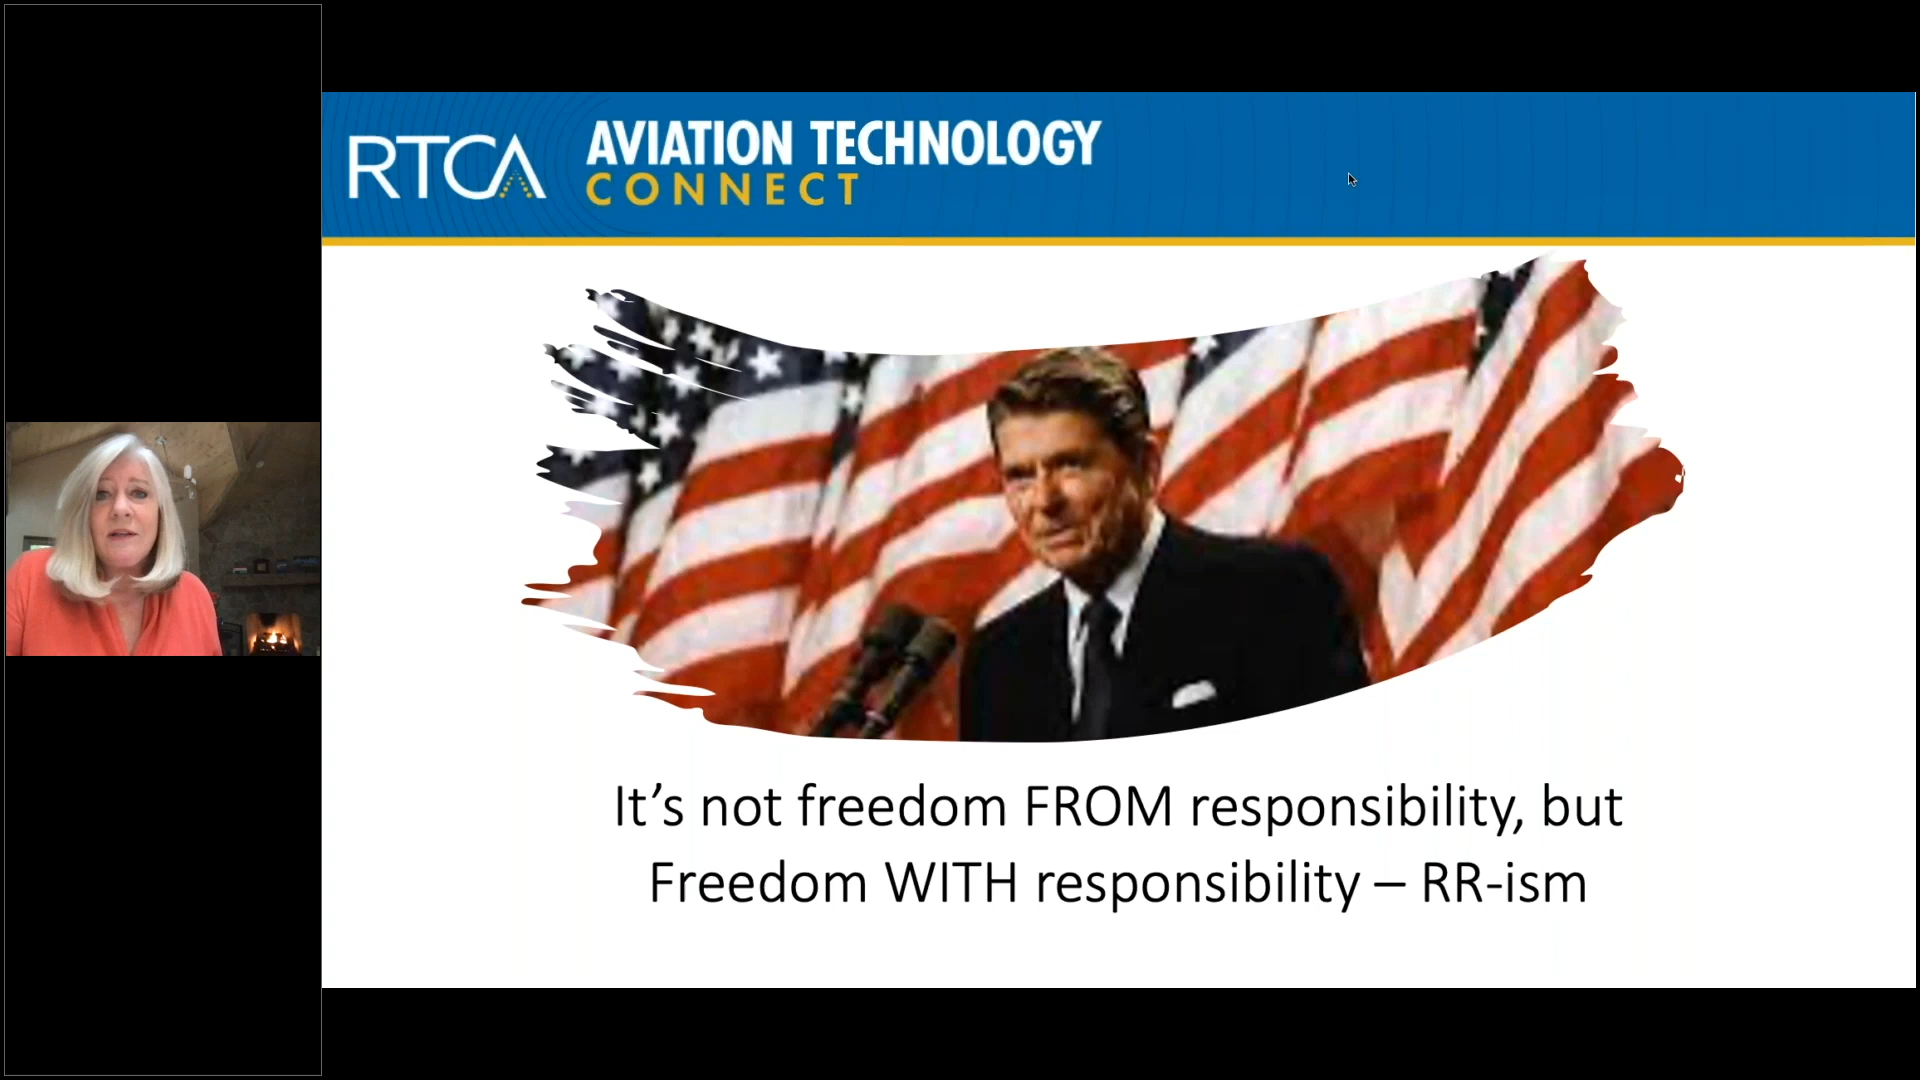 RTCA
AVIATION TECHNOLOGY
CONNECT
It’s not freedom FROM responsibility, but
Freedom WITH responsibility – RR-ism